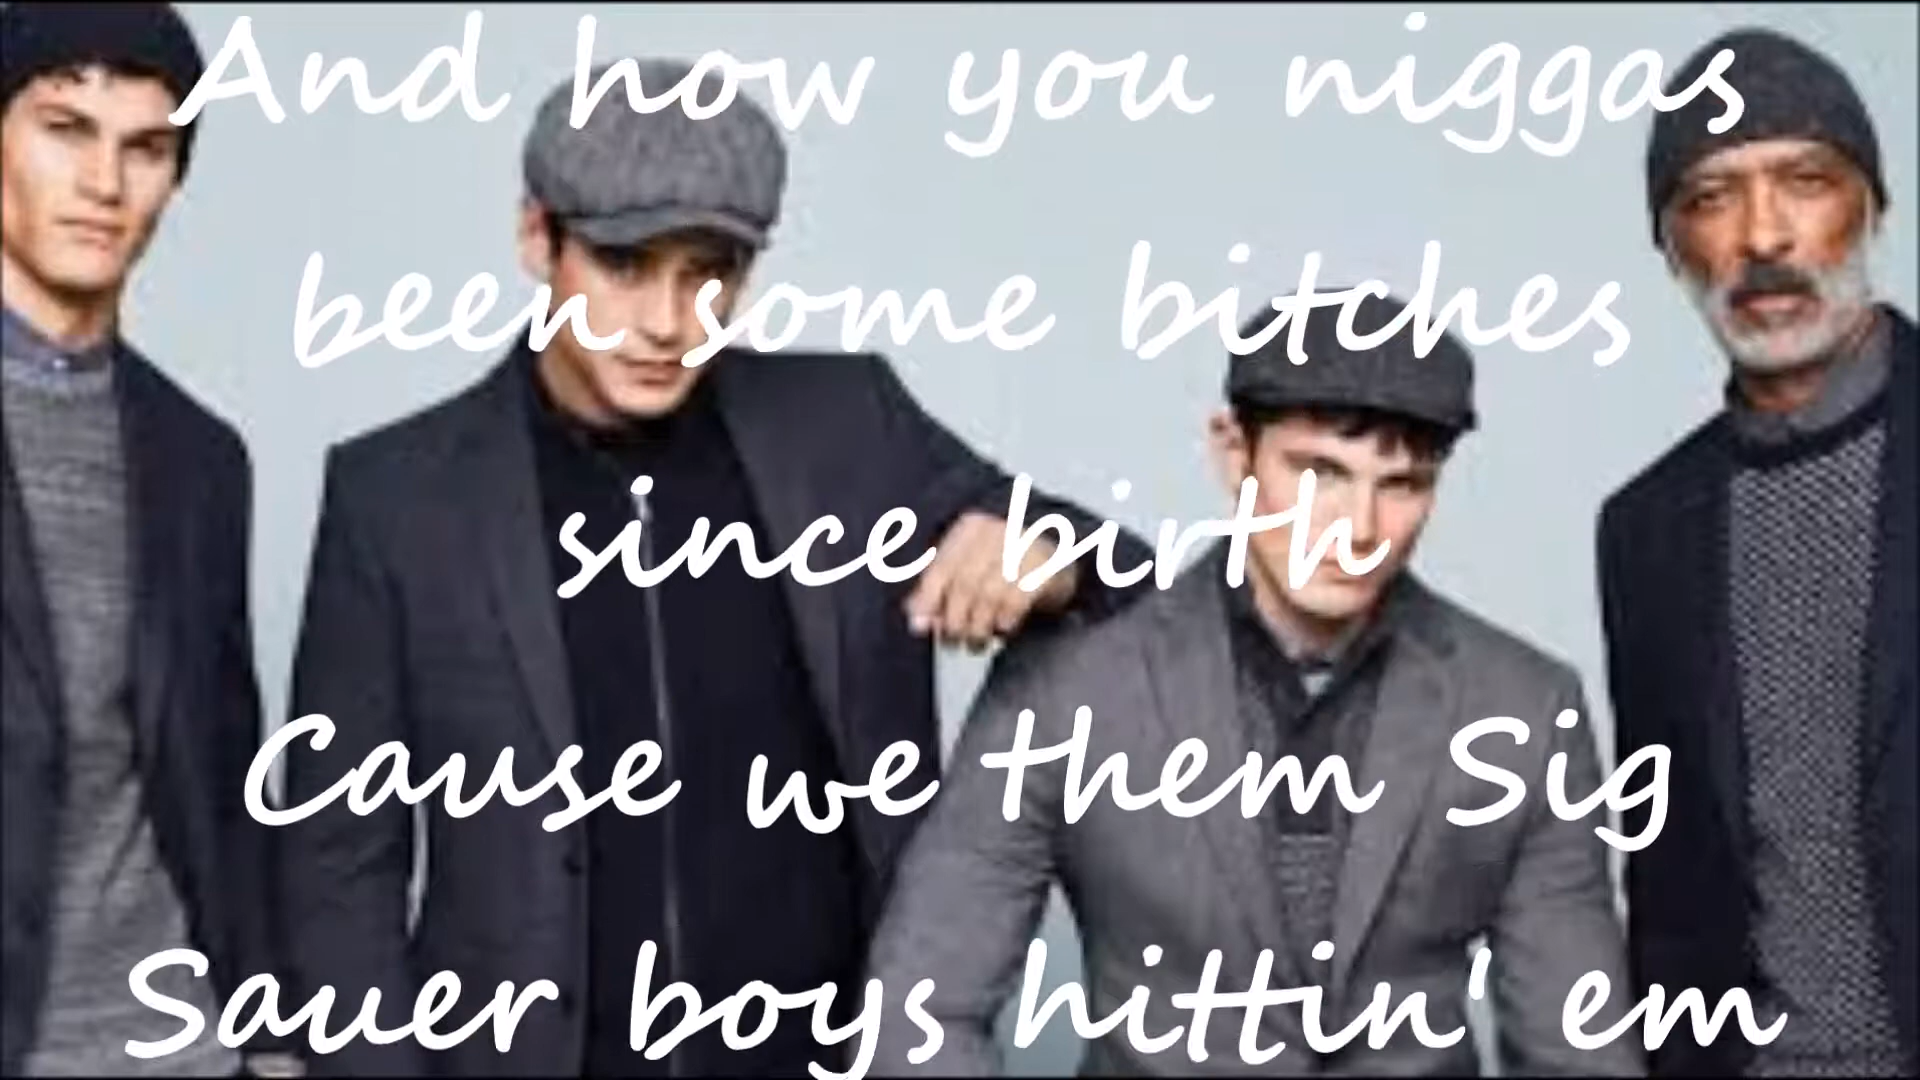 And how you niggas
been some bitches
since birth
Cause we them Sig
Sauer boys hittin' em